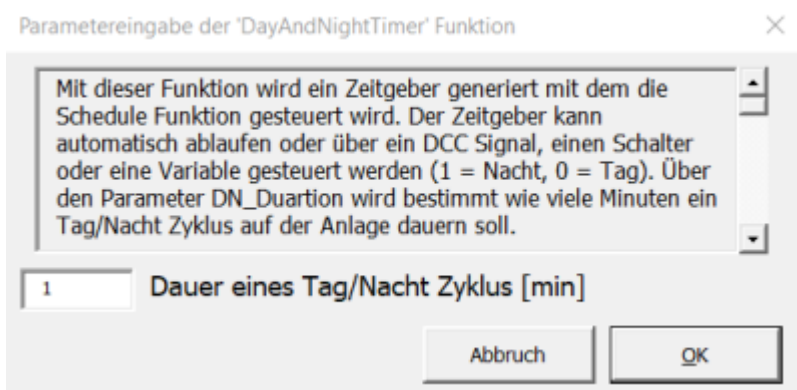 Parametereingabe der 'DayAndNightTimer' Funktion
Mit dieser Funktion wird ein Zeitgeber generiert mit dem die
Schedule Funktion gesteuert wird. Der Zeitgeber kann
automatisch ablaufen oder über ein DCC Signal, einen Schalter
oder eine Variable gesteuert werden (1 = Nacht, 0 = Tag). Über
den Parameter DN_Duartion wird bestimmt wie viele Minuten ein
Tag/Nacht Zyklus auf der Anlage dauern soll.
1 Dauer eines Tag/Nacht Zyklus [min]
Abbruch OK